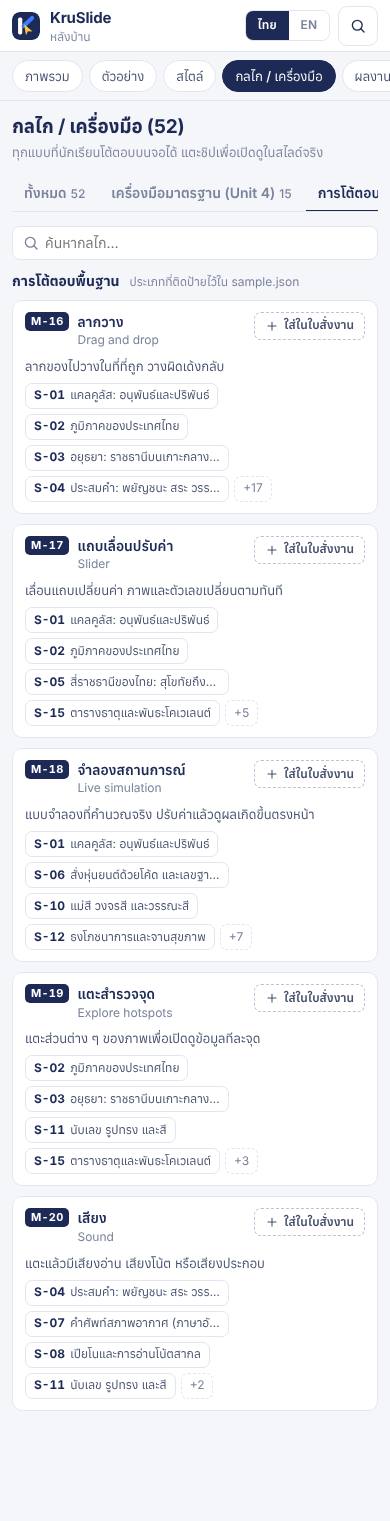 KruSlide
หลังบ้าน
ไทย EN
ภาพรวม ตัวอย่าง สไตล์ กลไก / เครื่องมือ ผลงาน
กลไก / เครื่องมือ (52)
ทุกแบบที่นักเรียนโต้ตอบบนจอได้ แตะชิปเพื่อเปิดดูในสไลด์จริง
ทั้งหมด 52 เครื่องมือมาตรฐาน (Unit 4) 15 การโต้ตอบ
ค้นหากลไก…
การโต้ตอบพื้นฐาน ประเภทที่ติดป้ายไว้ใน sample.json
M-16 ลากวาง + ใส่ในใบสั่งงาน
Drag and drop
ลากของไปวางในที่ที่ถูก วางผิดเด้งกลับ
S-01 แคลคูลัส: อนุพันธ์และปริพันธ์
S-02 ภูมิภาคของประเทศไทย
S-03 อยุธยา: ราชธานีบนเกาะกลาง…
S-04 ประสมคำ: พยัญชนะ สระ วรร… +17
M-17 แถบเลื่อนปรับค่า + ใส่ในใบสั่งงาน
Slider
เลื่อนแถบเปลี่ยนค่า ภาพและตัวเลขเปลี่ยนตามทันที
S-01 แคลคูลัส: อนุพันธ์และปริพันธ์
S-02 ภูมิภาคของประเทศไทย
S-05 สี่ราชธานีของไทย: สุโขทัยถึง…
S-15 ตารางธาตุและพันธะโคเวเลนต์ +5
M-18 จำลองสถานการณ์ + ใส่ในใบสั่งงาน
Live simulation
แบบจำลองที่คำนวณจริง ปรับค่าแล้วดูผลเกิดขึ้นตรงหน้า
S-01 แคลคูลัส: อนุพันธ์และปริพันธ์
S-06 สั่งหุ่นยนต์ด้วยโค้ด และเลขฐา…
S-10 แม่สี วงจรสี และวรรณะสี
S-12 ธงโภชนาการและจานสุขภาพ +7
M-19 แตะสำรวจจุด + ใส่ในใบสั่งงาน
Explore hotspots
แตะส่วนต่าง ๆ ของภาพเพื่อเปิดดูข้อมูลทีละจุด
S-02 ภูมิภาคของประเทศไทย
S-03 อยุธยา: ราชธานีบนเกาะกลาง…
S-11 นับเลข รูปทรง และสี
S-15 ตารางธาตุและพันธะโคเวเลนต์ +3
M-20 เสียง + ใส่ในใบสั่งงาน
Sound
แตะแล้วมีเสียงอ่าน เสียงโน้ต หรือเสียงประกอบ
S-04 ประสมคำ: พยัญชนะ สระ วรร…
S-07 คำศัพท์สภาพอากาศ (ภาษาอั…
S-08 เปียโนและการอ่านโน้ตสากล
S-11 นับเลข รูปทรง และสี +2